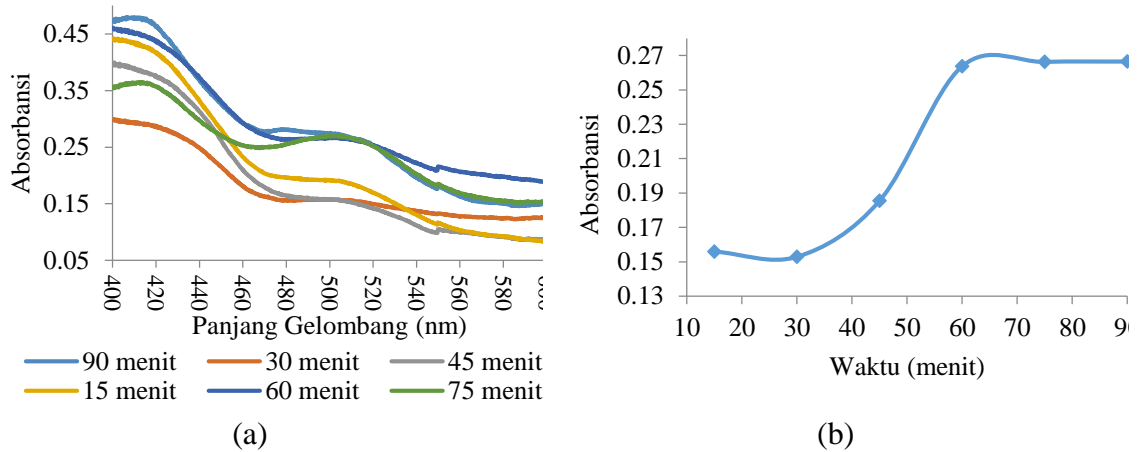 0.45
0.35
0.25
0.15
0.05
Absorbansi
400
420
440
460
480
500
520
540
560
580
Panjang Gelombang (nm)
90 menit
30 menit
45 menit
15 menit
60 menit
75 menit
(a)
0.27
0.25
0.23
0.21
0.19
0.17
0.15
0.13
Absorbansi
10 20 30 40 50 60 70 80 90
Waktu (menit)
(b)